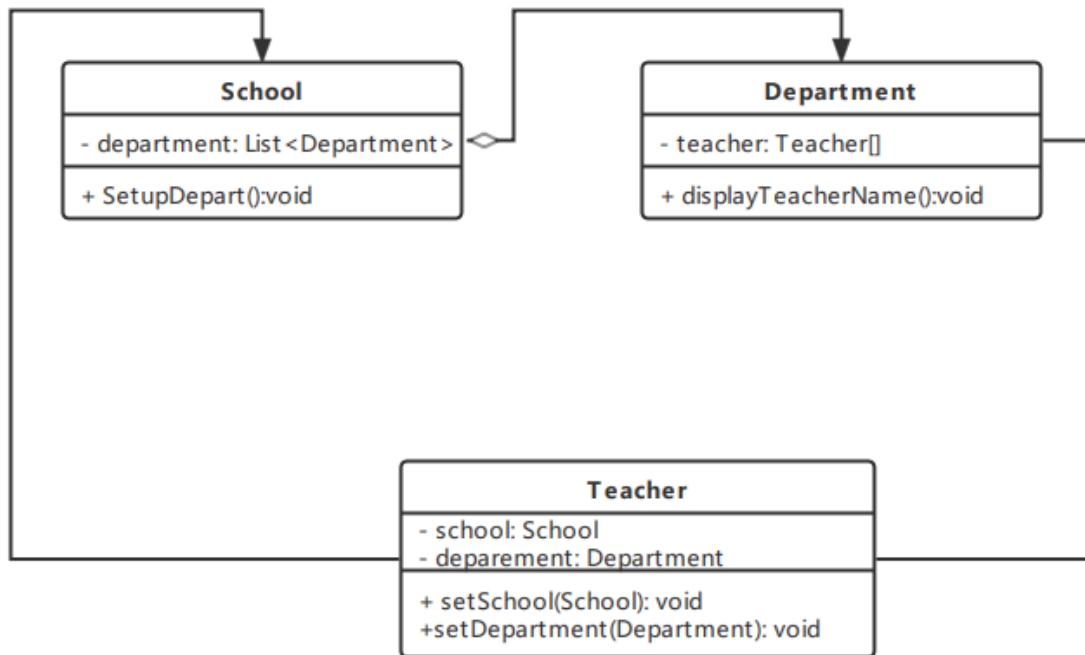 School
- department: List<Department>
+ SetupDepart():void
Department
- teacher: Teacher[]
+ displayTeacherName():void
Teacher
- school: School
- deparement: Department
+ setSchool(School): void
+setDepartment(Department): void